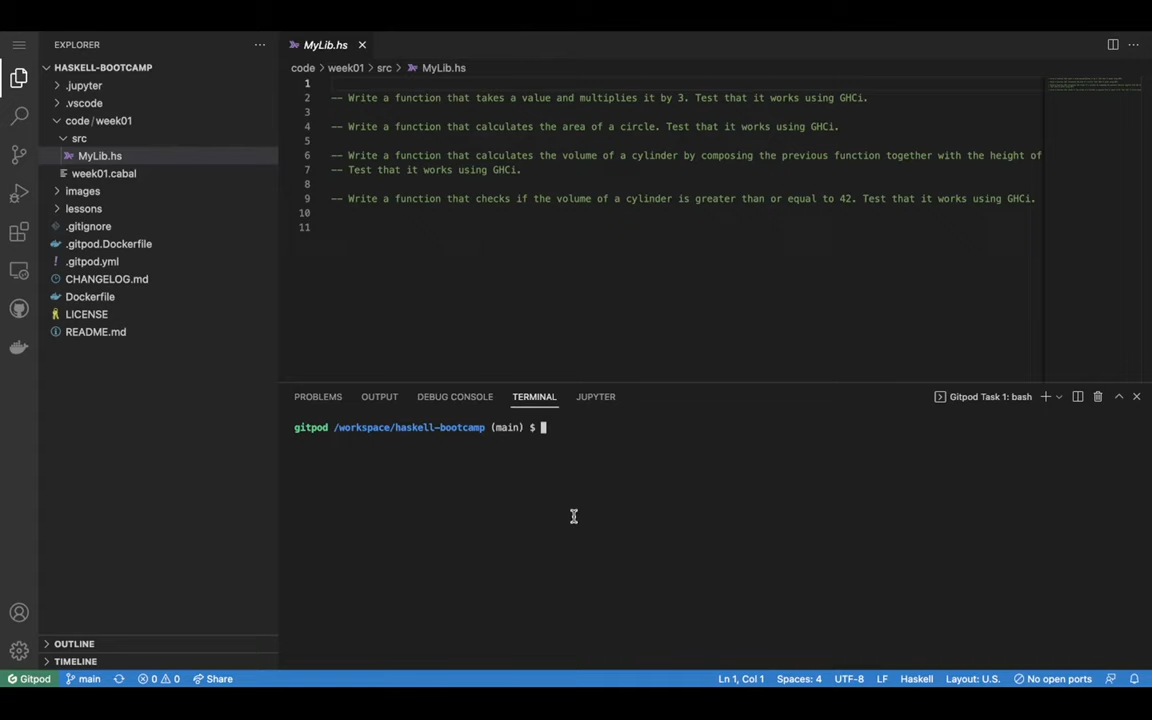 EXPLORER
MyLib.hs
HASKELL-BOOTCAMP
code > week01 > src > MyLib.hs
.jupyter
.vscode
code / week01
src
MyLib.hs
week01.cabal
images
lessons
.gitignore
.gitpod.Dockerfile
.gitpod.yml
CHANGELOG.md
Dockerfile
LICENSE
README.md
1
2 -- Write a function that takes a value and multiplies it by 3. Test that it works using GHCi.
3
4 -- Write a function that calculates the area of a circle. Test that it works using GHCi.
5
6 -- Write a function that calculates the volume of a cylinder by composing the previous function together with the height of
7 -- Test that it works using GHCi.
8
9 -- Write a function that checks if the volume of a cylinder is greater than or equal to 42. Test that it works using GHCi.
10
11
PROBLEMS OUTPUT DEBUG CONSOLE TERMINAL JUPYTER Gitpod Task 1: bash
gitpod /workspace/haskell-bootcamp (main) $
OUTLINE
TIMELINE
Gitpod main 0 0 Share Ln 1, Col 1 Spaces: 4 UTF-8 LF Haskell Layout: U.S. No open ports